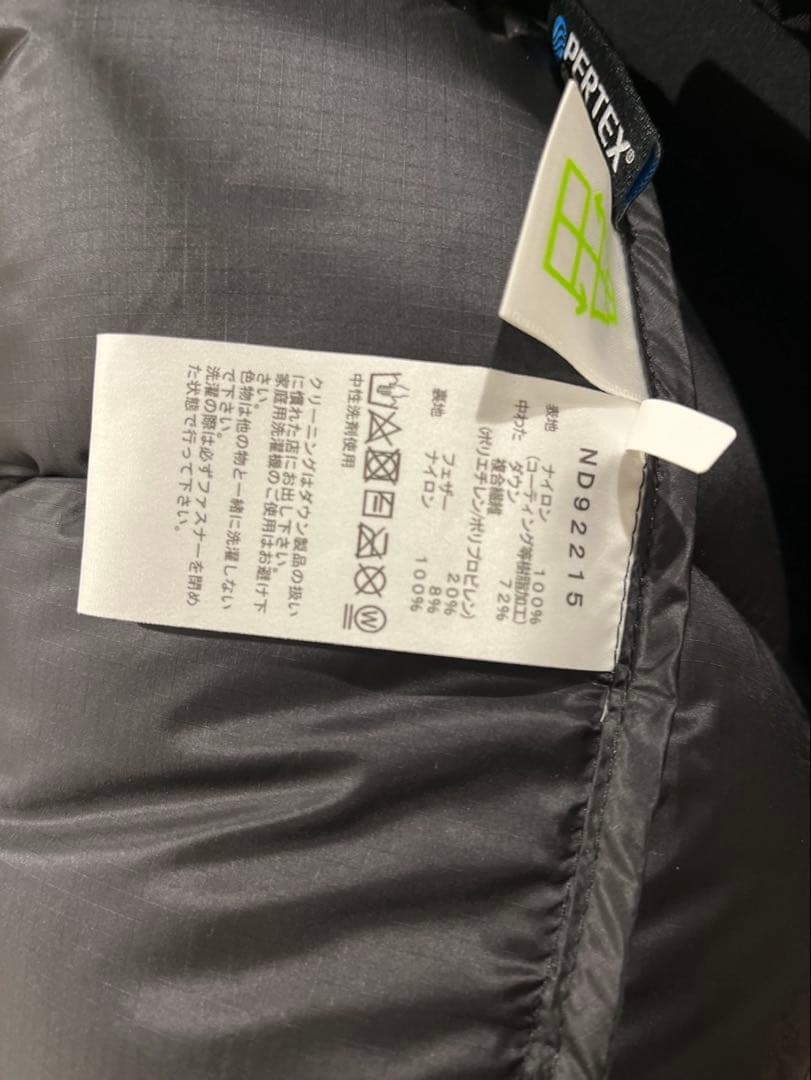 PERTEX®
ND92215
表地 ナイロン 100%
(コーティング等樹脂加工)
中わた ダウン 72%
複合繊維
(ポリエチレン/ポリプロピレン)
20%
フェザー 8%
裏地 ナイロン 100%
中性洗剤使用
クリーニングはダウン製品の扱い
に慣れた店にお出し下さい。
家庭用洗濯機のご使用はお避け下
さい。
色物は他の物と一緒に洗濯しない
で下さい。
洗濯の際は必ずファスナーを閉め
た状態で行って下さい。